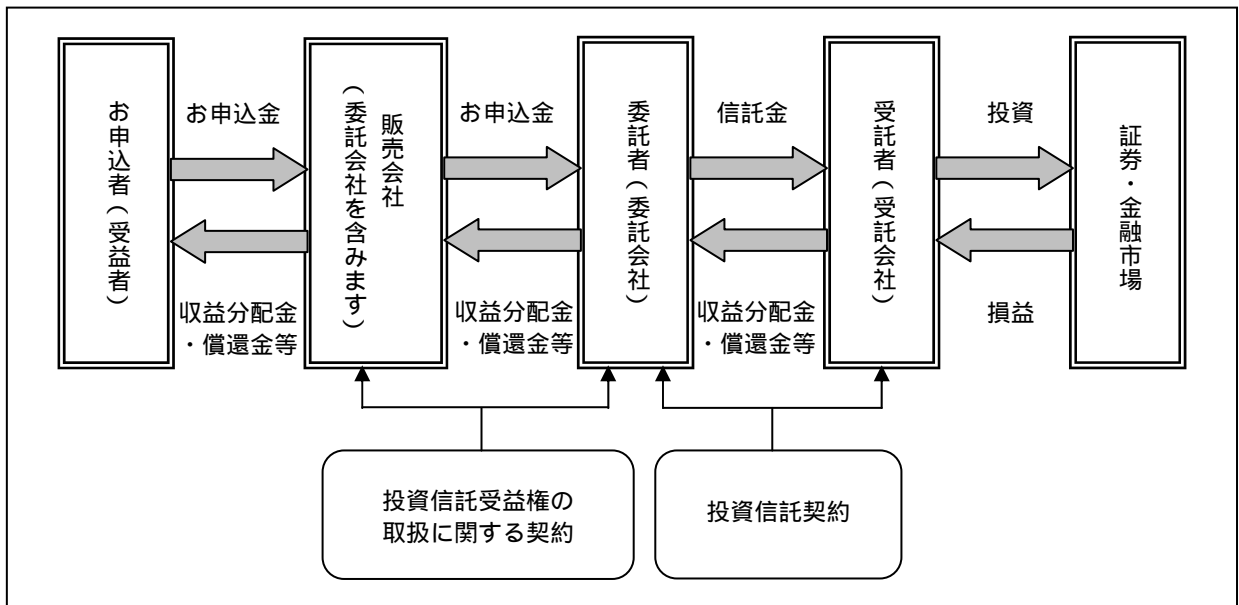 お申込者（受益者）
お申込金
収益分配金
・償還金等
販売会社
（委託会社を含みます）
お申込金
収益分配金
・償還金等
委託者（委託会社）
信託金
収益分配金
・償還金等
受託者（受託会社）
投資
損益
証券・金融市場
投資信託受益権の
取扱に関する契約
投資信託契約